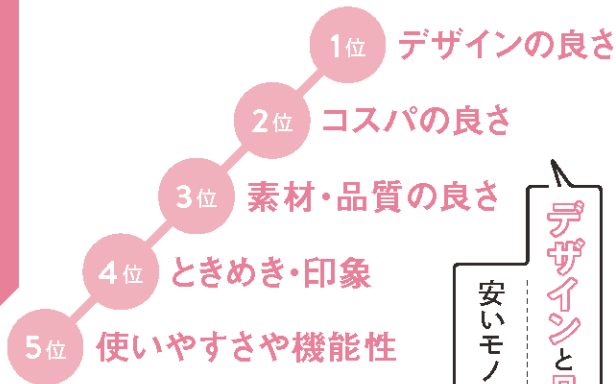 1位 デザインの良さ
2位 コスパの良さ
3位 素材・品質の良さ
4位 ときめき・印象
5位 使いやすさや機能性
デザインと
安いモノ